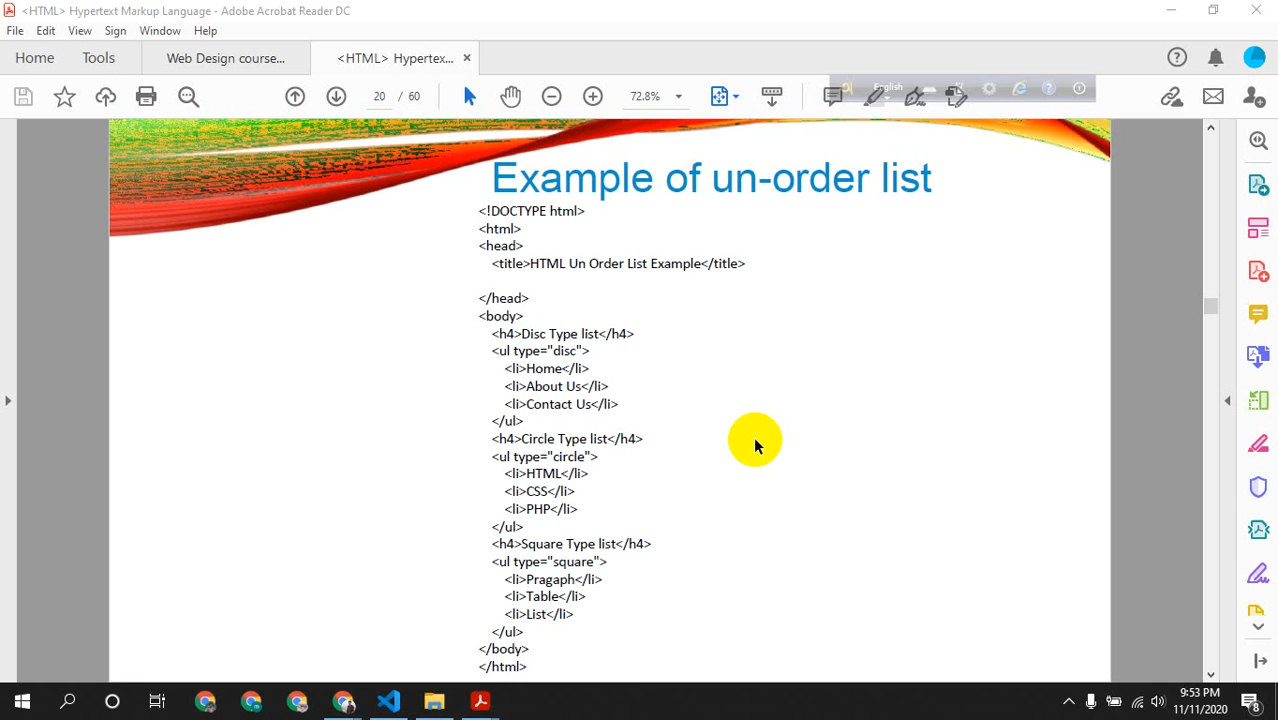 <HTML> Hypertext Markup Language - Adobe Acrobat Reader DC
File Edit View Sign Window Help
Home Tools Web Design course... <HTML> Hypertex... ×
20 / 60 72.8% English
Example of un-order list
<!DOCTYPE html>
<html>
<head>
<title>HTML Un Order List Example</title>
</head>
<body>
<h4>Disc Type list</h4>
<ul type="disc">
<li>Home</li>
<li>About Us</li>
<li>Contact Us</li>
</ul>
<h4>Circle Type list</h4>
<ul type="circle">
<li>HTML</li>
<li>CSS</li>
<li>PHP</li>
</ul>
<h4>Square Type list</h4>
<ul type="square">
<li>Pragaph</li>
<li>Table</li>
<li>List</li>
</ul>
</body>
</html>
9:53 PM
11/11/2020
8